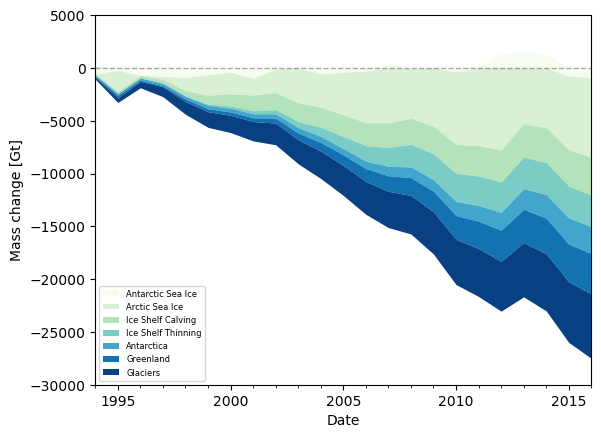 5000
0
−5000
−10000
−15000
−20000
−25000
−30000
Mass change [Gt]
Antarctic Sea Ice
Arctic Sea Ice
Ice Shelf Calving
Ice Shelf Thinning
Antarctica
Greenland
Glaciers
1995
2000
2005
2010
2015
Date